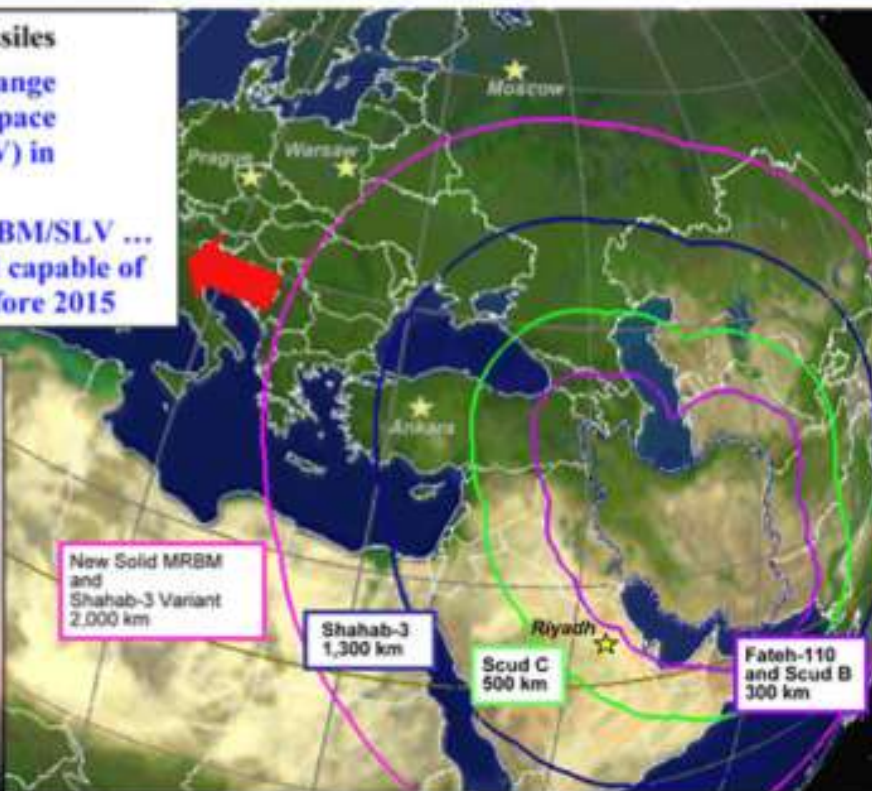 siles
ange
pace
V) in
BM/SLV ...
capable of
fore 2015
Moscow
Prague
Warsaw
Ankara
New Solid MRBM
and
Shahab-3 Variant
2,000 km
Shahab-3
1,300 km
Riyadh
Scud C
500 km
Fateh-110
and Scud B
300 km